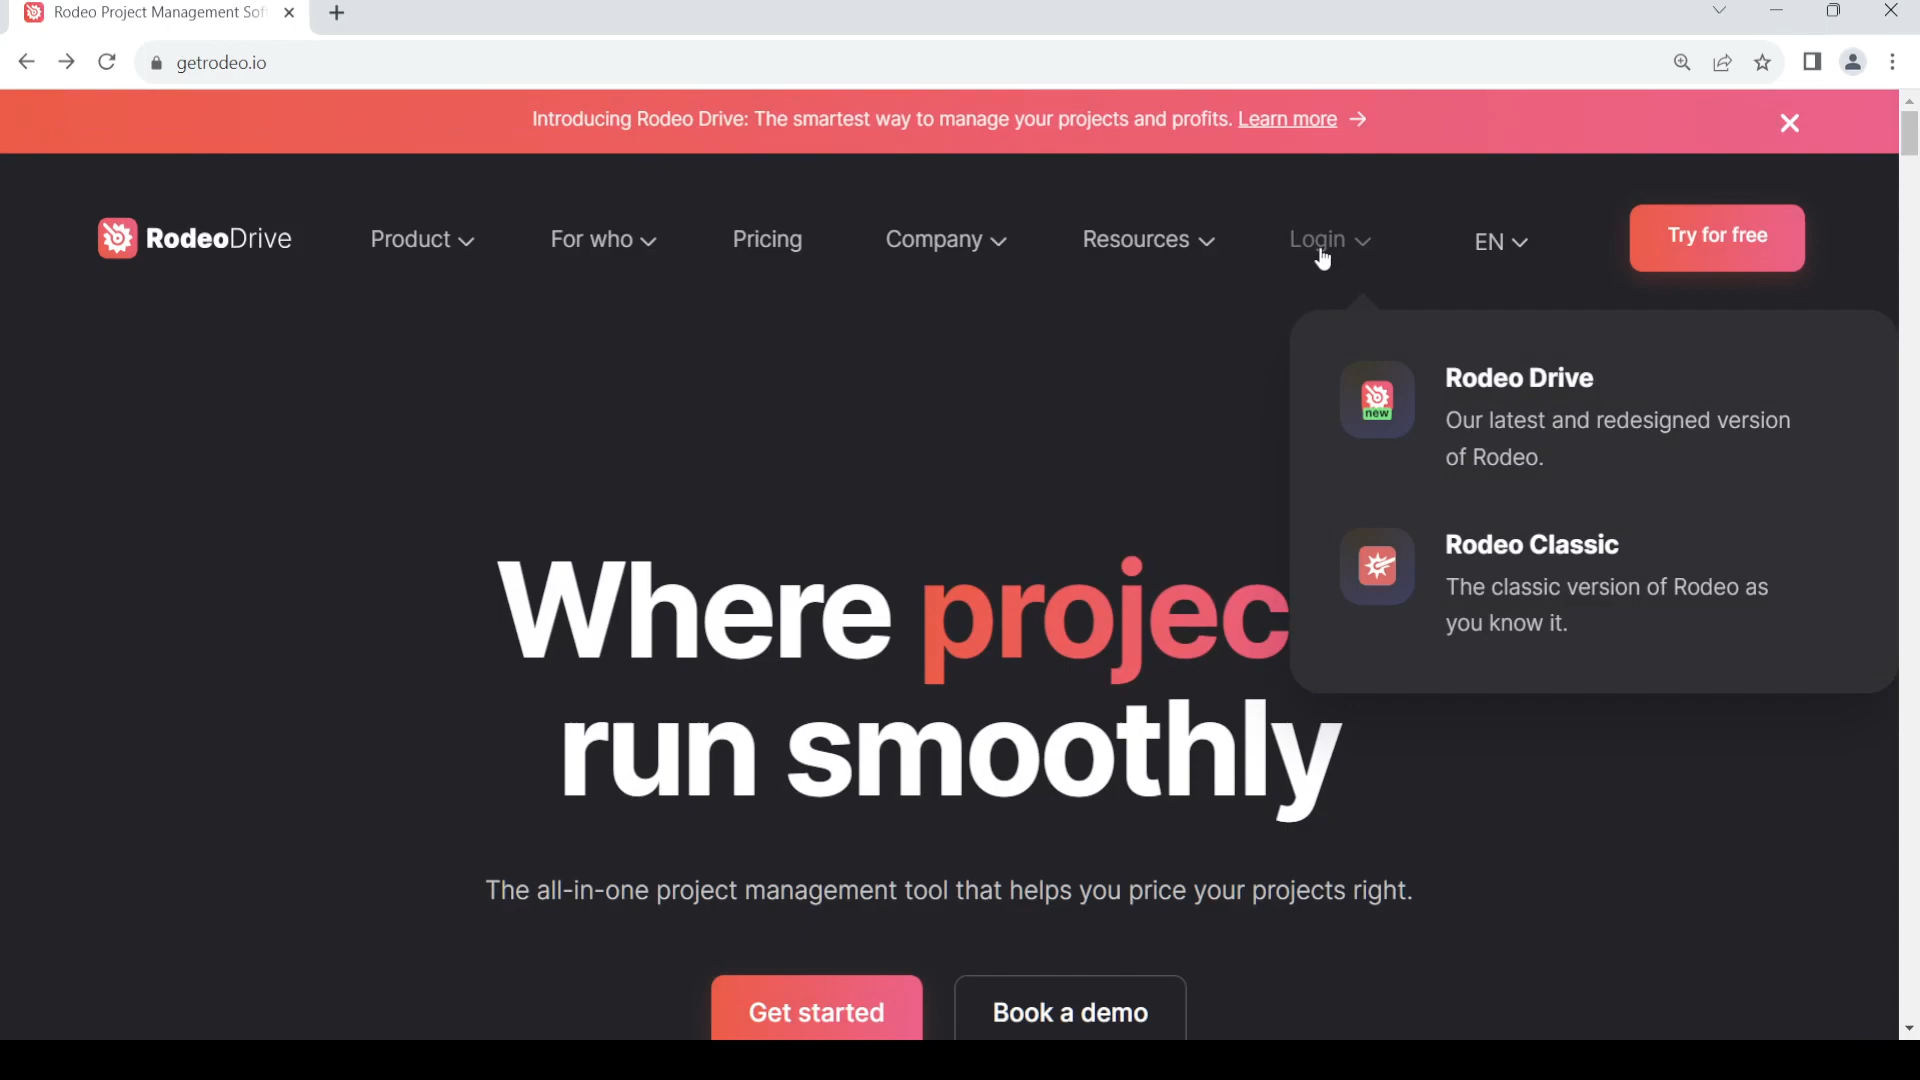 Rodeo Project Management Sof
getrodeo.io
Introducing Rodeo Drive: The smartest way to manage your projects and profits. Learn more →
RodeoDrive
Product
For who
Pricing
Company
Resources
Login
EN
Try for free
new
Rodeo Drive
Our latest and redesigned version
of Rodeo.
Rodeo Classic
The classic version of Rodeo as
you know it.
Where projec
run smoothly
The all-in-one project management tool that helps you price your projects right.
Get started
Book a demo